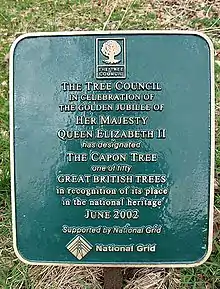 THE TREE
COUNCIL
THE TREE COUNCIL
IN CELEBRATION OF
THE GOLDEN JUBILEE OF
HER MAJESTY
QUEEN ELIZABETH II
has designated
THE CAPON TREE
one of fifty
GREAT BRITISH TREES
in recognition of its place
in the national heritage
JUNE 2002
Supported by National Grid
National Grid